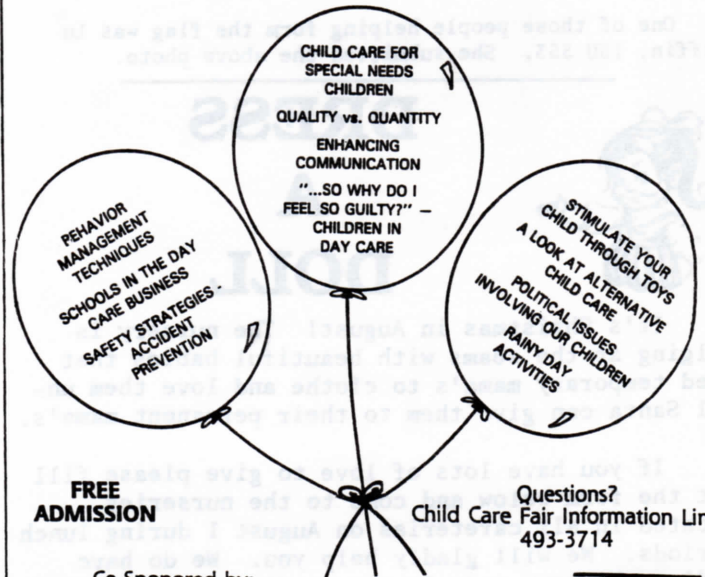 CHILD CARE FOR
SPECIAL NEEDS
CHILDREN
QUALITY vs. QUANTITY
ENHANCING
COMMUNICATION
"...SO WHY DO I
FEEL SO GUILTY?" —
CHILDREN IN
DAY CARE
PEHAVIOR
MANAGEMENT
TECHNIQUES
SCHOOLS IN THE DAY
CARE BUSINESS
SAFETY STRATEGIES -
ACCIDENT
PREVENTION
STIMULATE YOUR
CHILD THROUGH TOYS
A LOOK AT ALTERNATIVE
CHILD CARE
POLITICAL ISSUES
INVOLVING OUR CHILDREN
RAINY DAY
ACTIVITIES
FREE
ADMISSION
Questions?
Child Care Fair Information Lin
493-3714